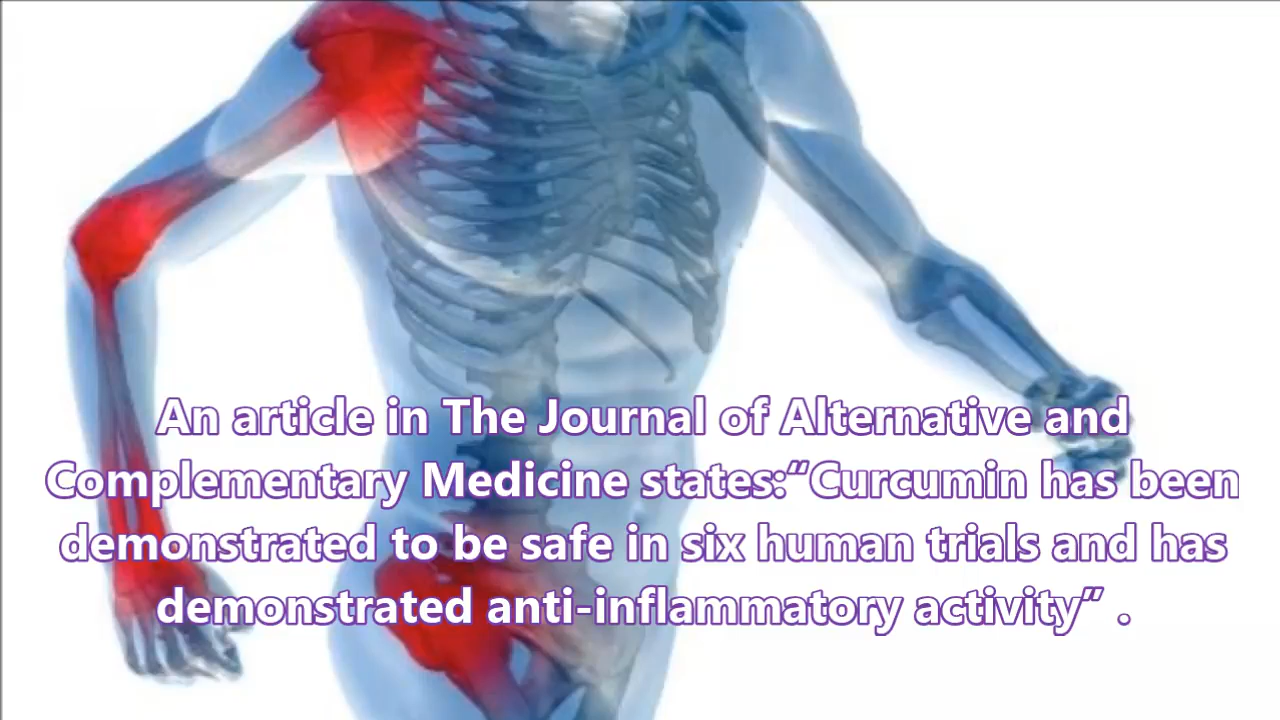 An article in The Journal of Alternative and
Complementary Medicine states:“Curcumin has been
demonstrated to be safe in six human trials and has
demonstrated anti-inflammatory activity” .